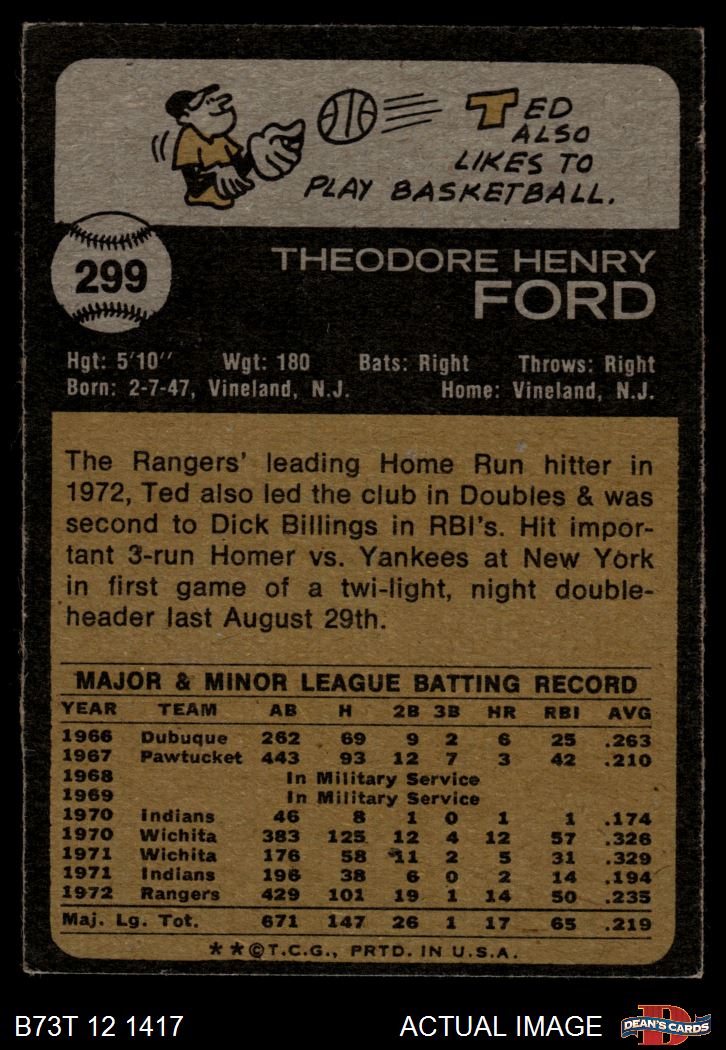 TED
ALSO
LIKES TO
PLAY BASKETBALL.
299
THEODORE HENRY
FORD
Hgt: 5'10" Wgt: 180 Bats: Right Throws: Right
Born: 2-7-47, Vineland, N.J. Home: Vineland, N.J.
The Rangers' leading Home Run hitter in
1972, Ted also led the club in Doubles & was
second to Dick Billings in RBI's. Hit impor-
tant 3-run Homer vs. Yankees at New York
in first game of a twi-light, night double-
header last August 29th.
MAJOR & MINOR LEAGUE BATTING RECORD
YEAR TEAM AB H 2B 3B HR RBI AVG
1966 Dubuque 262 69 9 2 6 25 .263
1967 Pawtucket 443 93 12 7 3 42 .210
1968 In Military Service
1969 In Military Service
1970 Indians 46 8 1 0 1 1 .174
1970 Wichita 383 125 12 4 12 57 .326
1971 Wichita 176 58 11 2 5 31 .329
1971 Indians 196 38 6 0 2 14 .194
1972 Rangers 429 101 19 1 14 50 .235
Maj. Lg. Tot. 671 147 26 1 17 65 .219
**©T.C.G., PRTD. IN U.S.A.
B73T 12 1417 ACTUAL IMAGE D DEAN'S CARDS